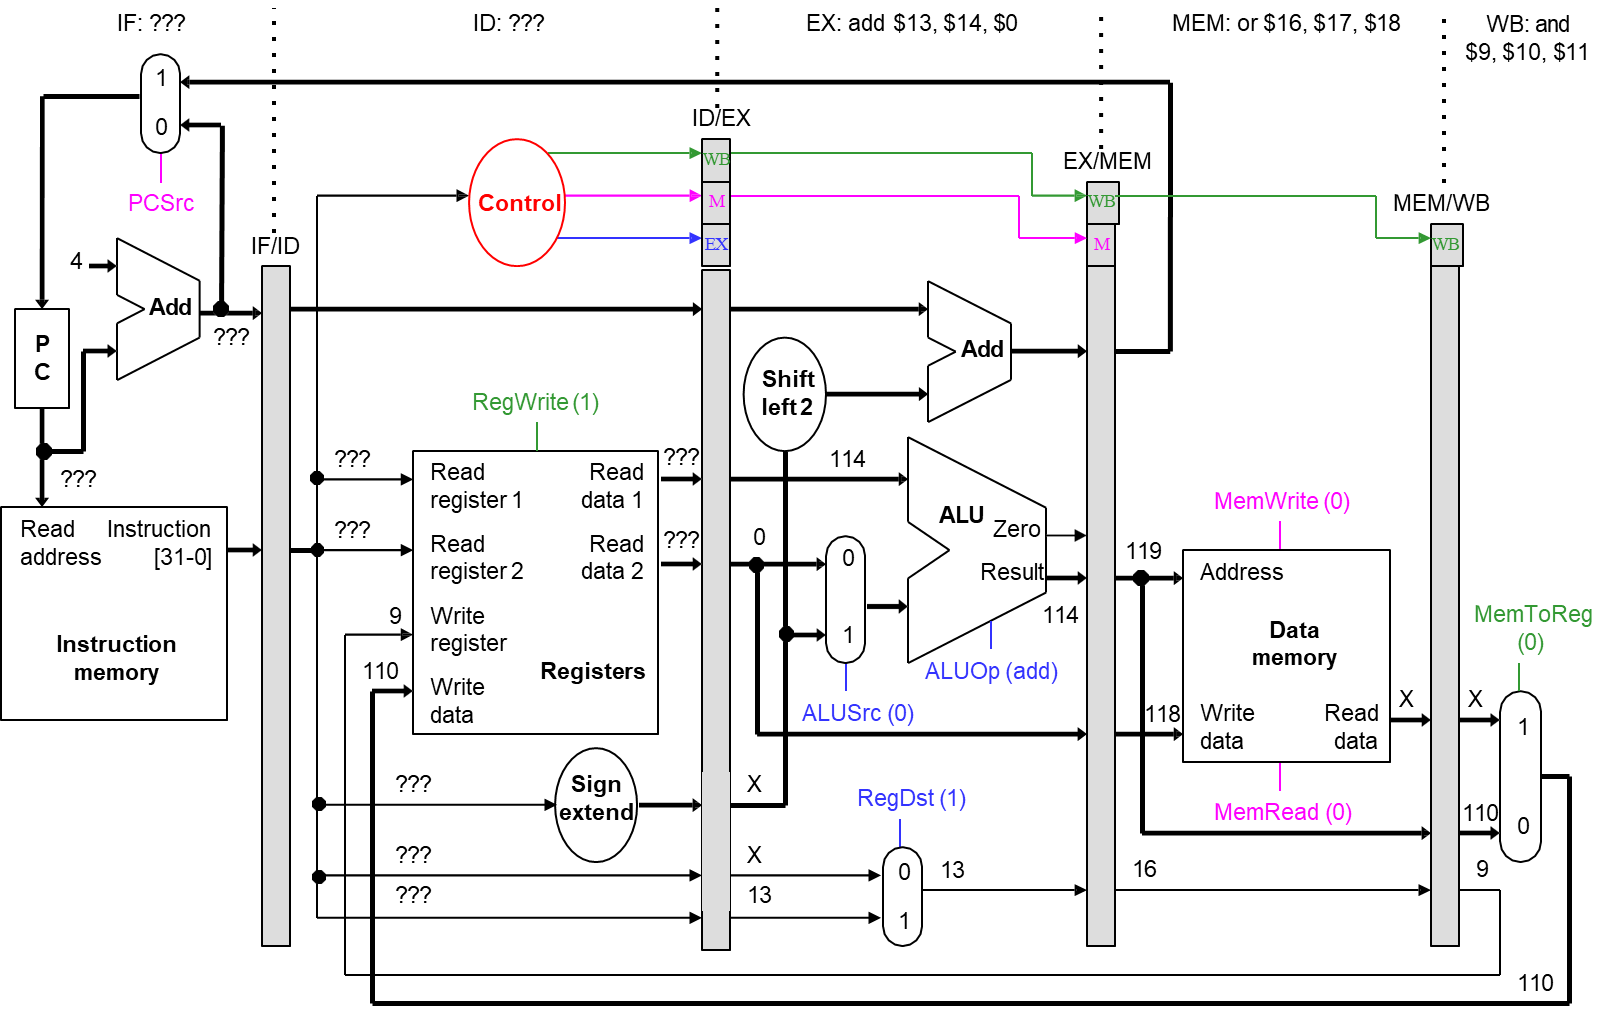 IF: ???
ID: ???
EX: add $13, $14, $0
MEM: or $16, $17, $18
WB: and
$9, $10, $11
1
0
PCSrc
ID/EX
WB
M
EX
Control
EX/MEM
WB
M
MEM/WB
WB
IF/ID
4
Add
???
P
C
???
Add
Shift
left 2
RegWrite (1)
???
???
9
110
Read
register 1
Read
data 1
Read
register 2
Read
data 2
Write
register
Write
data
Registers
???
???
114
0
0
1
ALUSrc (0)
ALU
Zero
Result
114
ALUOp (add)
119
118
MemWrite (0)
Address
Data
memory
Write
data
Read
data
MemRead (0)
X
X
110
MemToReg
(0)
1
0
Read
address
Instruction
[31-0]
Instruction
memory
???
Sign
extend
X
RegDst (1)
???
X
???
13
0
1
13
16
9
110